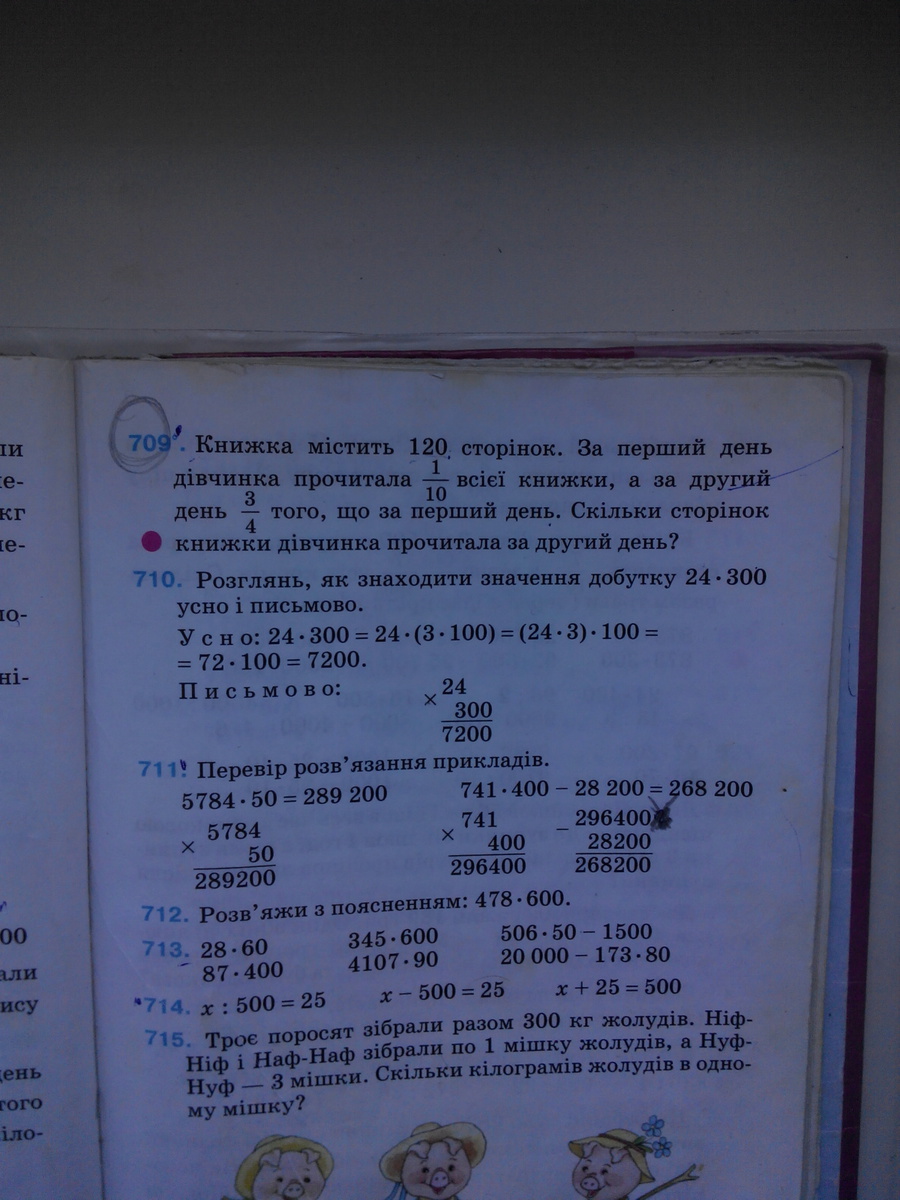 709. Книжка містить 120 сторінок. За перший день
дівчинка прочитала 1/10 всієї книжки, а за другий
день 3/4 того, що за перший день. Скільки сторінок
книжки дівчинка прочитала за другий день?
710. Розглянь, як знаходити значення добутку 24 · 300
усно і письмово.
Усно: 24 · 300 = 24 · (3 · 100) = (24 · 3) · 100 =
= 72 · 100 = 7200.
Письмово:
× 24
300
7200
711. Перевір розв’язання прикладів.
5784 · 50 = 289 200
741 · 400 − 28 200 = 268 200
× 5784
50
289200
× 741
400
296400
− 296400
28200
268200
712. Розв’яжи з поясненням: 478 · 600.
713. 28 · 60 345 · 600 506 · 50 − 1500
87 · 400 4107 · 90 20 000 − 173 · 80
714. x : 500 = 25 x − 500 = 25 x + 25 = 500
715. Троє поросят зібрали разом 300 кг жолудів. Ніф-
Ніф і Наф-Наф зібрали по 1 мішку жолудів, а Нуф-
Нуф — 3 мішки. Скільки кілограмів жолудів в одно-
му мішку?
кг
00